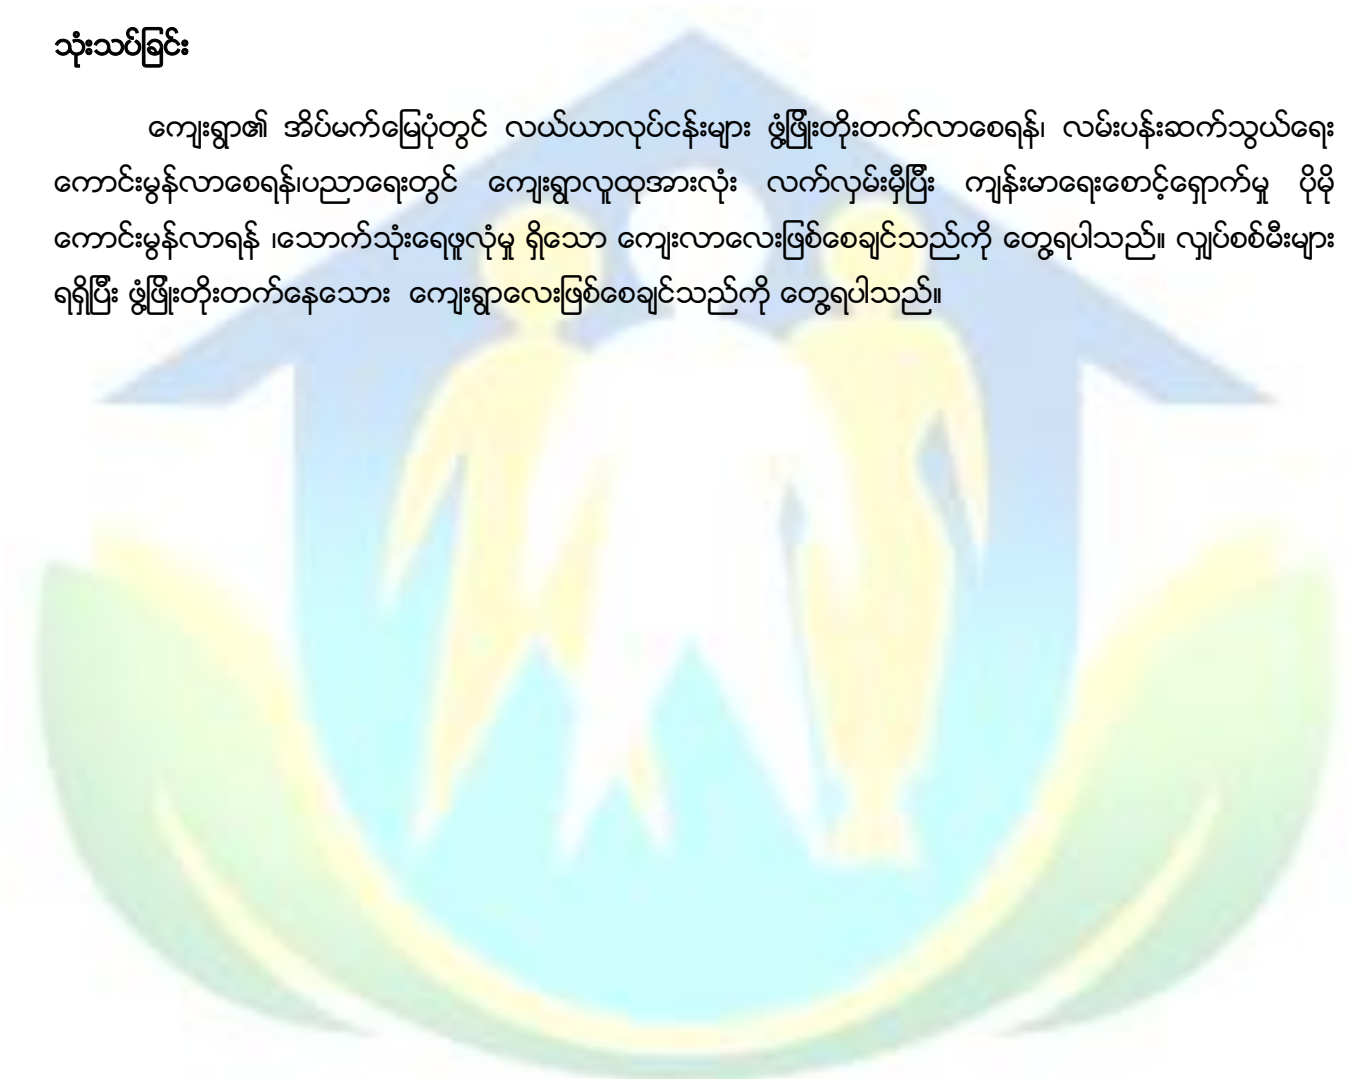 သုံးသပ်ခြင်း
ကျေးရွာ၏ အိပ်မက်မြေပုံတွင် လယ်ယာလုပ်ငန်းများ ဖွံ့ဖြိုးတိုးတက်လာစေရန်၊ လမ်းပန်းဆက်သွယ်ရေး
ကောင်းမွန်လာစေရန်၊ပညာရေးတွင် ကျေးရွာလူထုအားလုံး လက်လှမ်းမှီပြီး ကျန်းမာရေးစောင့်ရှောက်မှု ပိုမို
ကောင်းမွန်လာရန် ၊သောက်သုံးရေဖူလုံမှု ရှိသော ကျေးလာလေးဖြစ်စေချင်သည်ကို တွေ့ရပါသည်။ လျှပ်စစ်မီးများ
ရရှိပြီး ဖွံ့ဖြိုးတိုးတက်နေသေား ကျေးရွာလေးဖြစ်စေချင်သည်ကို တွေ့ရပါသည်။